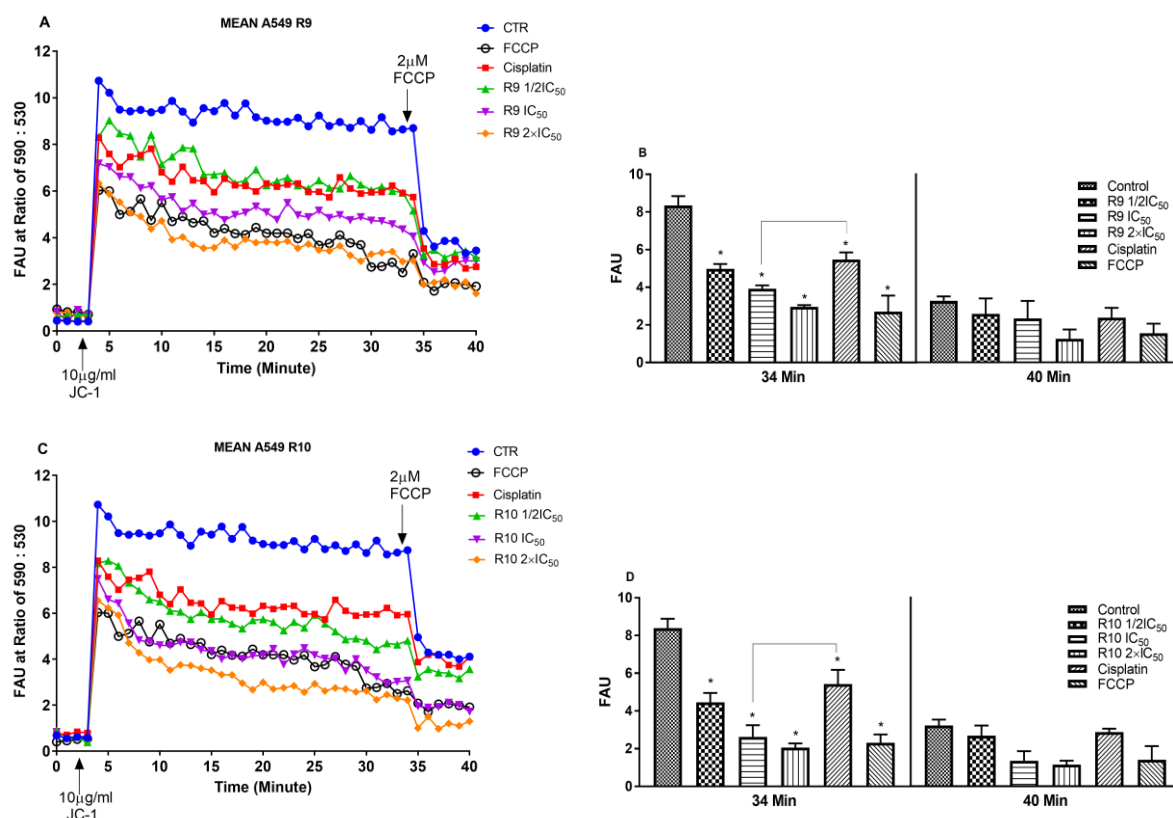 A
MEAN A549 R9
CTR
FCCP
Cisplatin
R9 1/2IC50
R9 IC50
R9 2×IC50
2μM
FCCP
12
10
8
6
4
2
0
FAU at Ratio of 590 : 530
0 5 10 15 20 25 30 35 40
Time (Minute)
10μg/ml
JC-1
B
10
8
6
4
2
0
FAU
* * * * *
34 Min 40 Min
Control
R9 1/2IC50
R9 IC50
R9 2×IC50
Cisplatin
FCCP
C
MEAN A549 R10
CTR
FCCP
Cisplatin
R10 1/2IC50
R10 IC50
R10 2×IC50
2μM
FCCP
12
10
8
6
4
2
0
FAU at Ratio of 590 : 530
0 5 10 15 20 25 30 35 40
Time (Minute)
10μg/ml
JC-1
D
10
8
6
4
2
0
FAU
* * * * *
34 Min 40 Min
Control
R10 1/2IC50
R10 IC50
R10 2×IC50
Cisplatin
FCCP